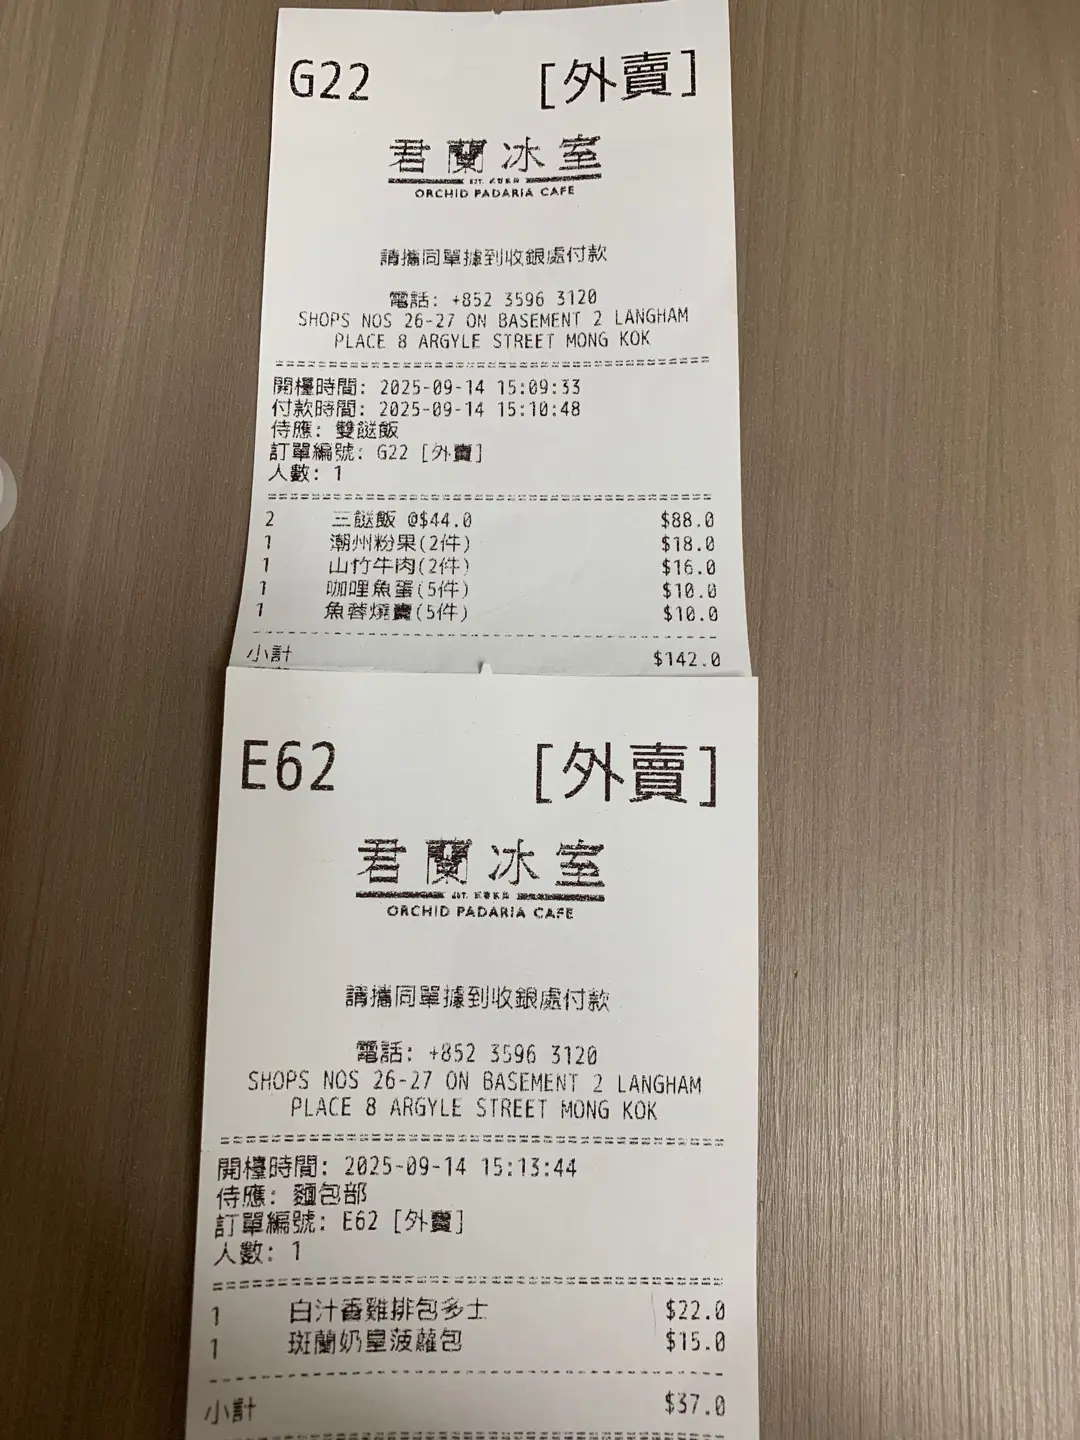 G22 [外賣]
君蘭冰室
ORCHID PADARIA CAFE
請攜同單據到收銀處付款
電話: +852 3596 3120
SHOPS NOS 26-27 ON BASEMENT 2 LANGHAM
PLACE 8 ARGYLE STREET MONG KOK
開檯時間: 2025-09-14 15:09:33
付款時間: 2025-09-14 15:10:48
侍應: 雙餸飯
訂單編號: G22 [外賣]
人數: 1
2 三餸飯 @$44.0 $88.0
1 潮州粉果(2件) $18.0
1 山竹牛肉(2件) $16.0
1 咖哩魚蛋(5件) $10.0
1 魚蓉燒賣(5件) $10.0
小計 $142.0
E62 [外賣]
君蘭冰室
ORCHID PADARIA CAFE
請攜同單據到收銀處付款
電話: +852 3596 3120
SHOPS NOS 26-27 ON BASEMENT 2 LANGHAM
PLACE 8 ARGYLE STREET MONG KOK
開檯時間: 2025-09-14 15:13:44
侍應: 麵包部
訂單編號: E62 [外賣]
人數: 1
1 白汁香雞排包多士 $22.0
1 斑蘭奶皇菠蘿包 $15.0
小計 $37.0